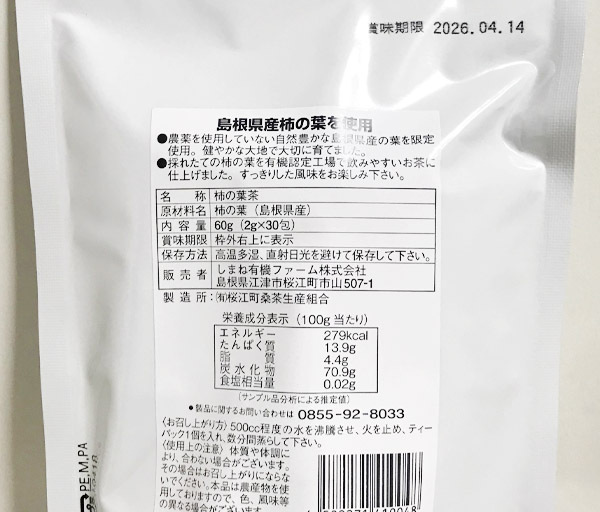 賞味期限 2026.04.14
島根県産柿の葉を使用
●農薬を使用していない自然豊かな島根県産の葉を限定
使用。健やかな大地で大切に育てました。
●採れたての柿の葉を有機認定工場で飲みやすいお茶に
仕上げました。すっきりした風味をお楽しみ下さい。
名 称 柿の葉茶
原材料名 柿の葉（島根県産）
内 容 量 60g（2g×30包）
賞味期限 枠外右上に表示
保存方法 高温多湿、直射日光を避けて保存して下さい。
販 売 者 しまね有機ファーム株式会社
島根県江津市桜江町市山507-1
製 造 所：㈲桜江町桑茶生産組合
栄養成分表示（100g当たり）
エネルギー 279kcal
たんぱく質 13.9g
脂 質 4.4g
炭水化物 70.9g
食塩相当量 0.02g
（サンプル品分析による推定値）
●製品に関するお問い合わせは 0855-92-8033
〈お召し上がり方〉500cc程度の水を沸騰させ、火を止め、ティー
バック1個を入れ、数分間蒸らして下さい。
〈使用上の注意〉体質や体調に
より、合わない場合がございます。
その場合はお召し上がりにならな
いでください。本品は農産物を使
用しておりますので、色、風味等
の異なる場合がございます。
PE,M,PA